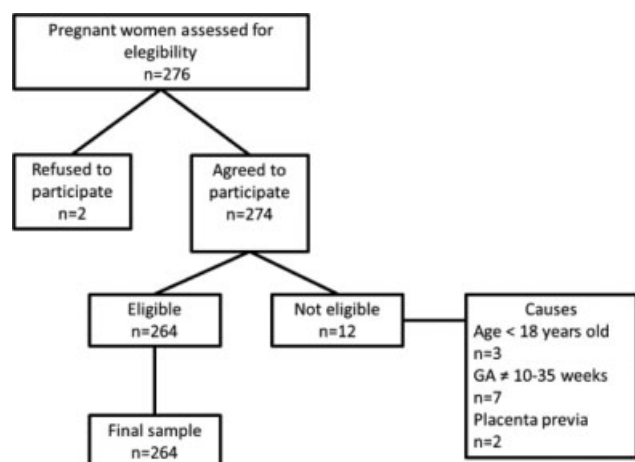 Pregnant women assessed for
elegibility
n=276
Refused to
participate
n=2
Agreed to
participate
n=274
Eligible
n=264
Not eligible
n=12
Causes
Age < 18 years old
n=3
GA ≠ 10-35 weeks
n=7
Placenta previa
n=2
Final sample
n=264